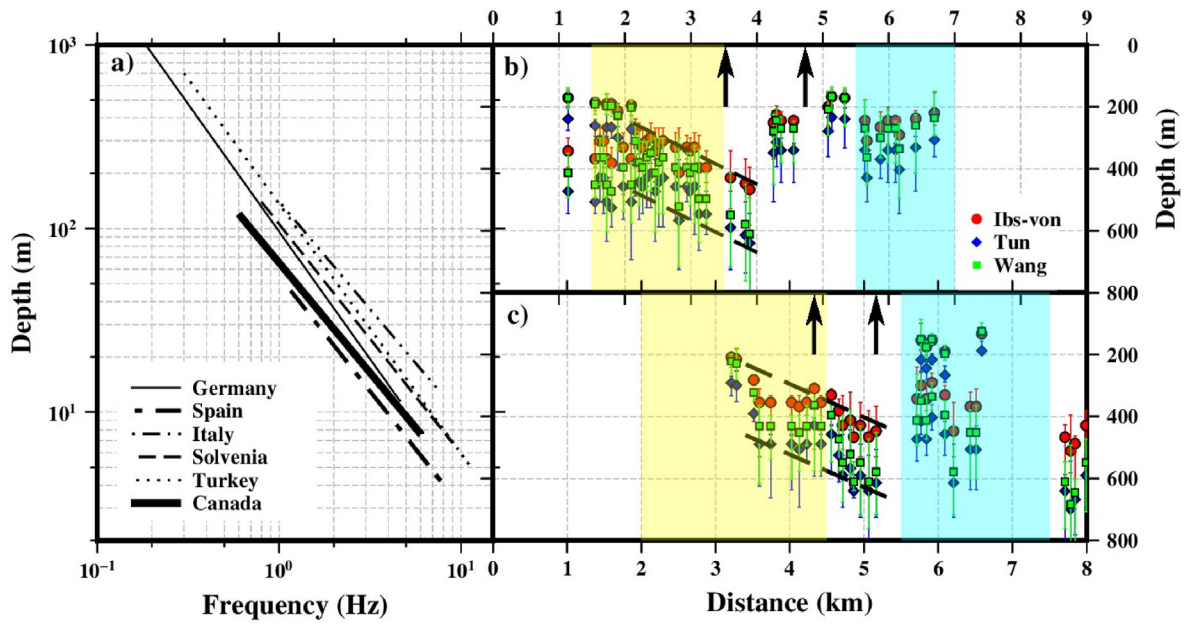 0 1 2 3 4 5 6 7 8 9
10³
a)
b)
0
200
10²
400
Depth (m)
Depth (m)
600
Ibs-von
Tun
Wang
800
c)
200
Germany
Spain
10¹
400
Italy
Solvenia
Turkey
600
Canada
800
10⁻¹ 10⁰ 10¹
0 1 2 3 4 5 6 7 8
Frequency (Hz)
Distance (km)